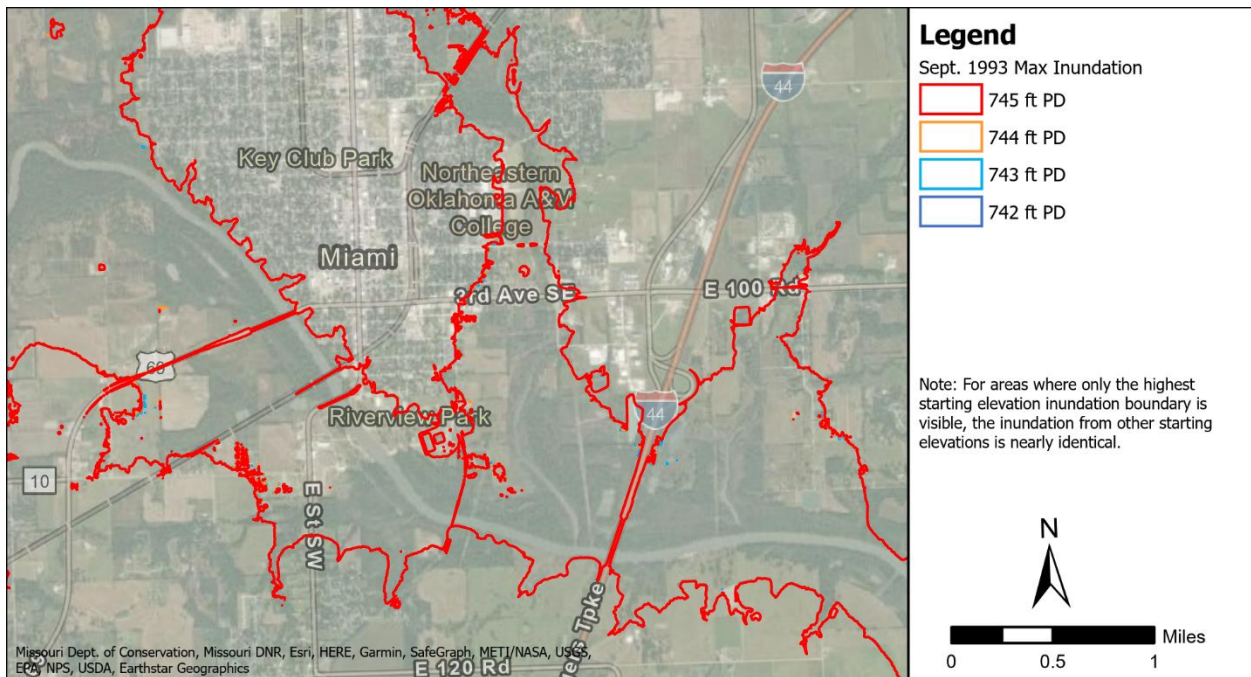 Key Club Park
Northeastern
Oklahoma A&M
College
Miami
3rd Ave SE
E 100 Rd
44
44
69
Riverview Park
10
E St SW
E 120 Rd
Missouri Dept. of Conservation, Missouri DNR, Esri, HERE, Garmin, SafeGraph, METI/NASA, USGS,
EPA, NPS, USDA, Earthstar Geographics
Legend
Sept. 1993 Max Inundation
745 ft PD
744 ft PD
743 ft PD
742 ft PD
Note: For areas where only the highest
starting elevation inundation boundary is
visible, the inundation from other starting
elevations is nearly identical.
N
Miles
0 0.5 1